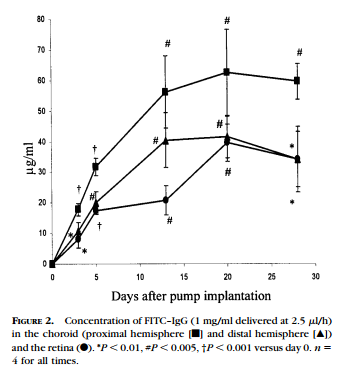 80
70
60
50
40
30
20
10
0
µg/ml
# # #
† †
# # # *
* * † # # *
0 5 10 15 20 25 30
Days after pump implantation
FIGURE 2. Concentration of FITC–IgG (1 mg/ml delivered at 2.5 µl/h)
in the choroid (proximal hemisphere [■] and distal hemisphere [▲])
and the retina (●). *P < 0.01, #P < 0.005, †P < 0.001 versus day 0. n =
4 for all times.